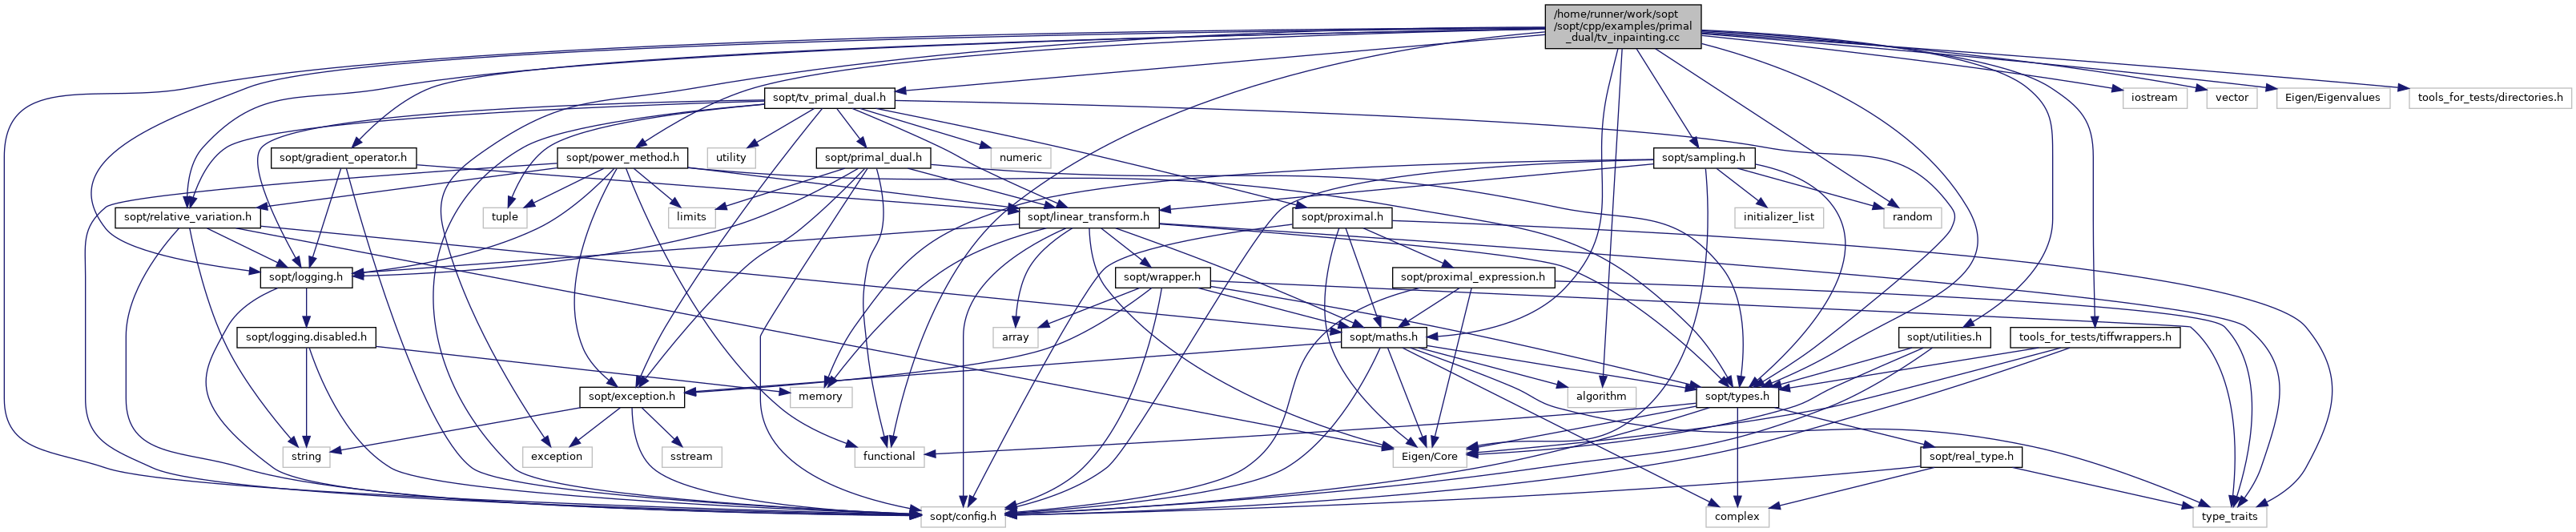 /home/runner/work/sopt
/sopt/cpp/examples/primal
_dual/tv_inpainting.cc
sopt/tv_primal_dual.h
iostream
vector
Eigen/Eigenvalues
tools_for_tests/directories.h
sopt/gradient_operator.h
sopt/power_method.h
utility
sopt/primal_dual.h
numeric
sopt/sampling.h
sopt/relative_variation.h
tuple
limits
sopt/linear_transform.h
sopt/proximal.h
initializer_list
random
sopt/logging.h
sopt/wrapper.h
sopt/proximal_expression.h
sopt/logging.disabled.h
array
sopt/maths.h
sopt/utilities.h
tools_for_tests/tiffwrappers.h
sopt/exception.h
memory
algorithm
sopt/types.h
string
exception
sstream
functional
Eigen/Core
sopt/real_type.h
sopt/config.h
complex
type_traits